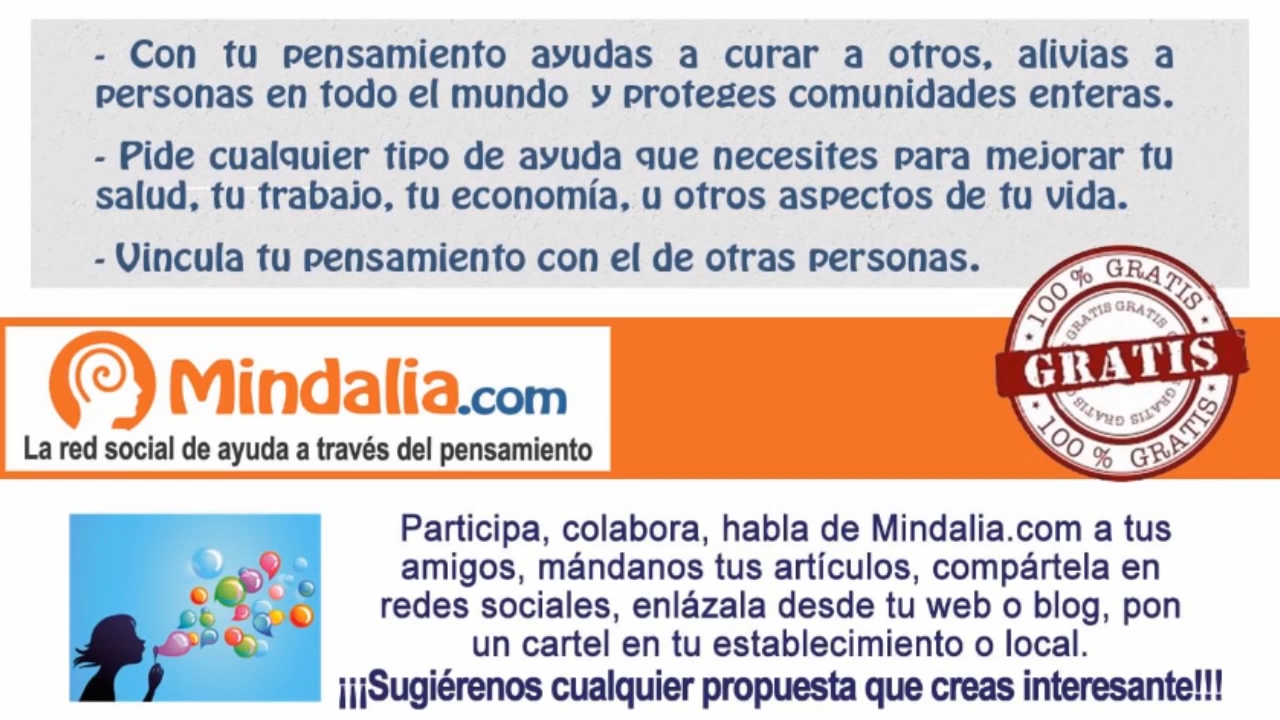 - Con tu pensamiento ayudas a curar a otros, alivias a
personas en todo el mundo y proteges comunidades enteras.
- Pide cualquier tipo de ayuda que necesites para mejorar tu
salud, tu trabajo, tu economía, u otros aspectos de tu vida.
- Vincula tu pensamiento con el de otras personas.
100 % GRATIS
GRATIS GRATIS
GRATIS
GRATIS GRATIS
100 % GRATIS
Mindalia.com
La red social de ayuda a través del pensamiento
Participa, colabora, habla de Mindalia.com a tus
amigos, mándanos tus artículos, compártela en
redes sociales, enlázala desde tu web o blog, pon
un cartel en tu establecimiento o local.
¡¡¡Sugiérenos cualquier propuesta que creas interesante!!!